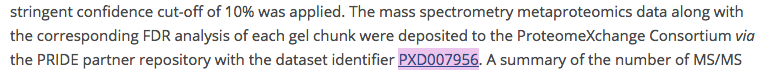 stringent confidence cut-off of 10% was applied. The mass spectrometry metaproteomics data along with
the corresponding FDR analysis of each gel chunk were deposited to the ProteomeXchange Consortium via
the PRIDE partner repository with the dataset identifier PXD007956. A summary of the number of MS/MS